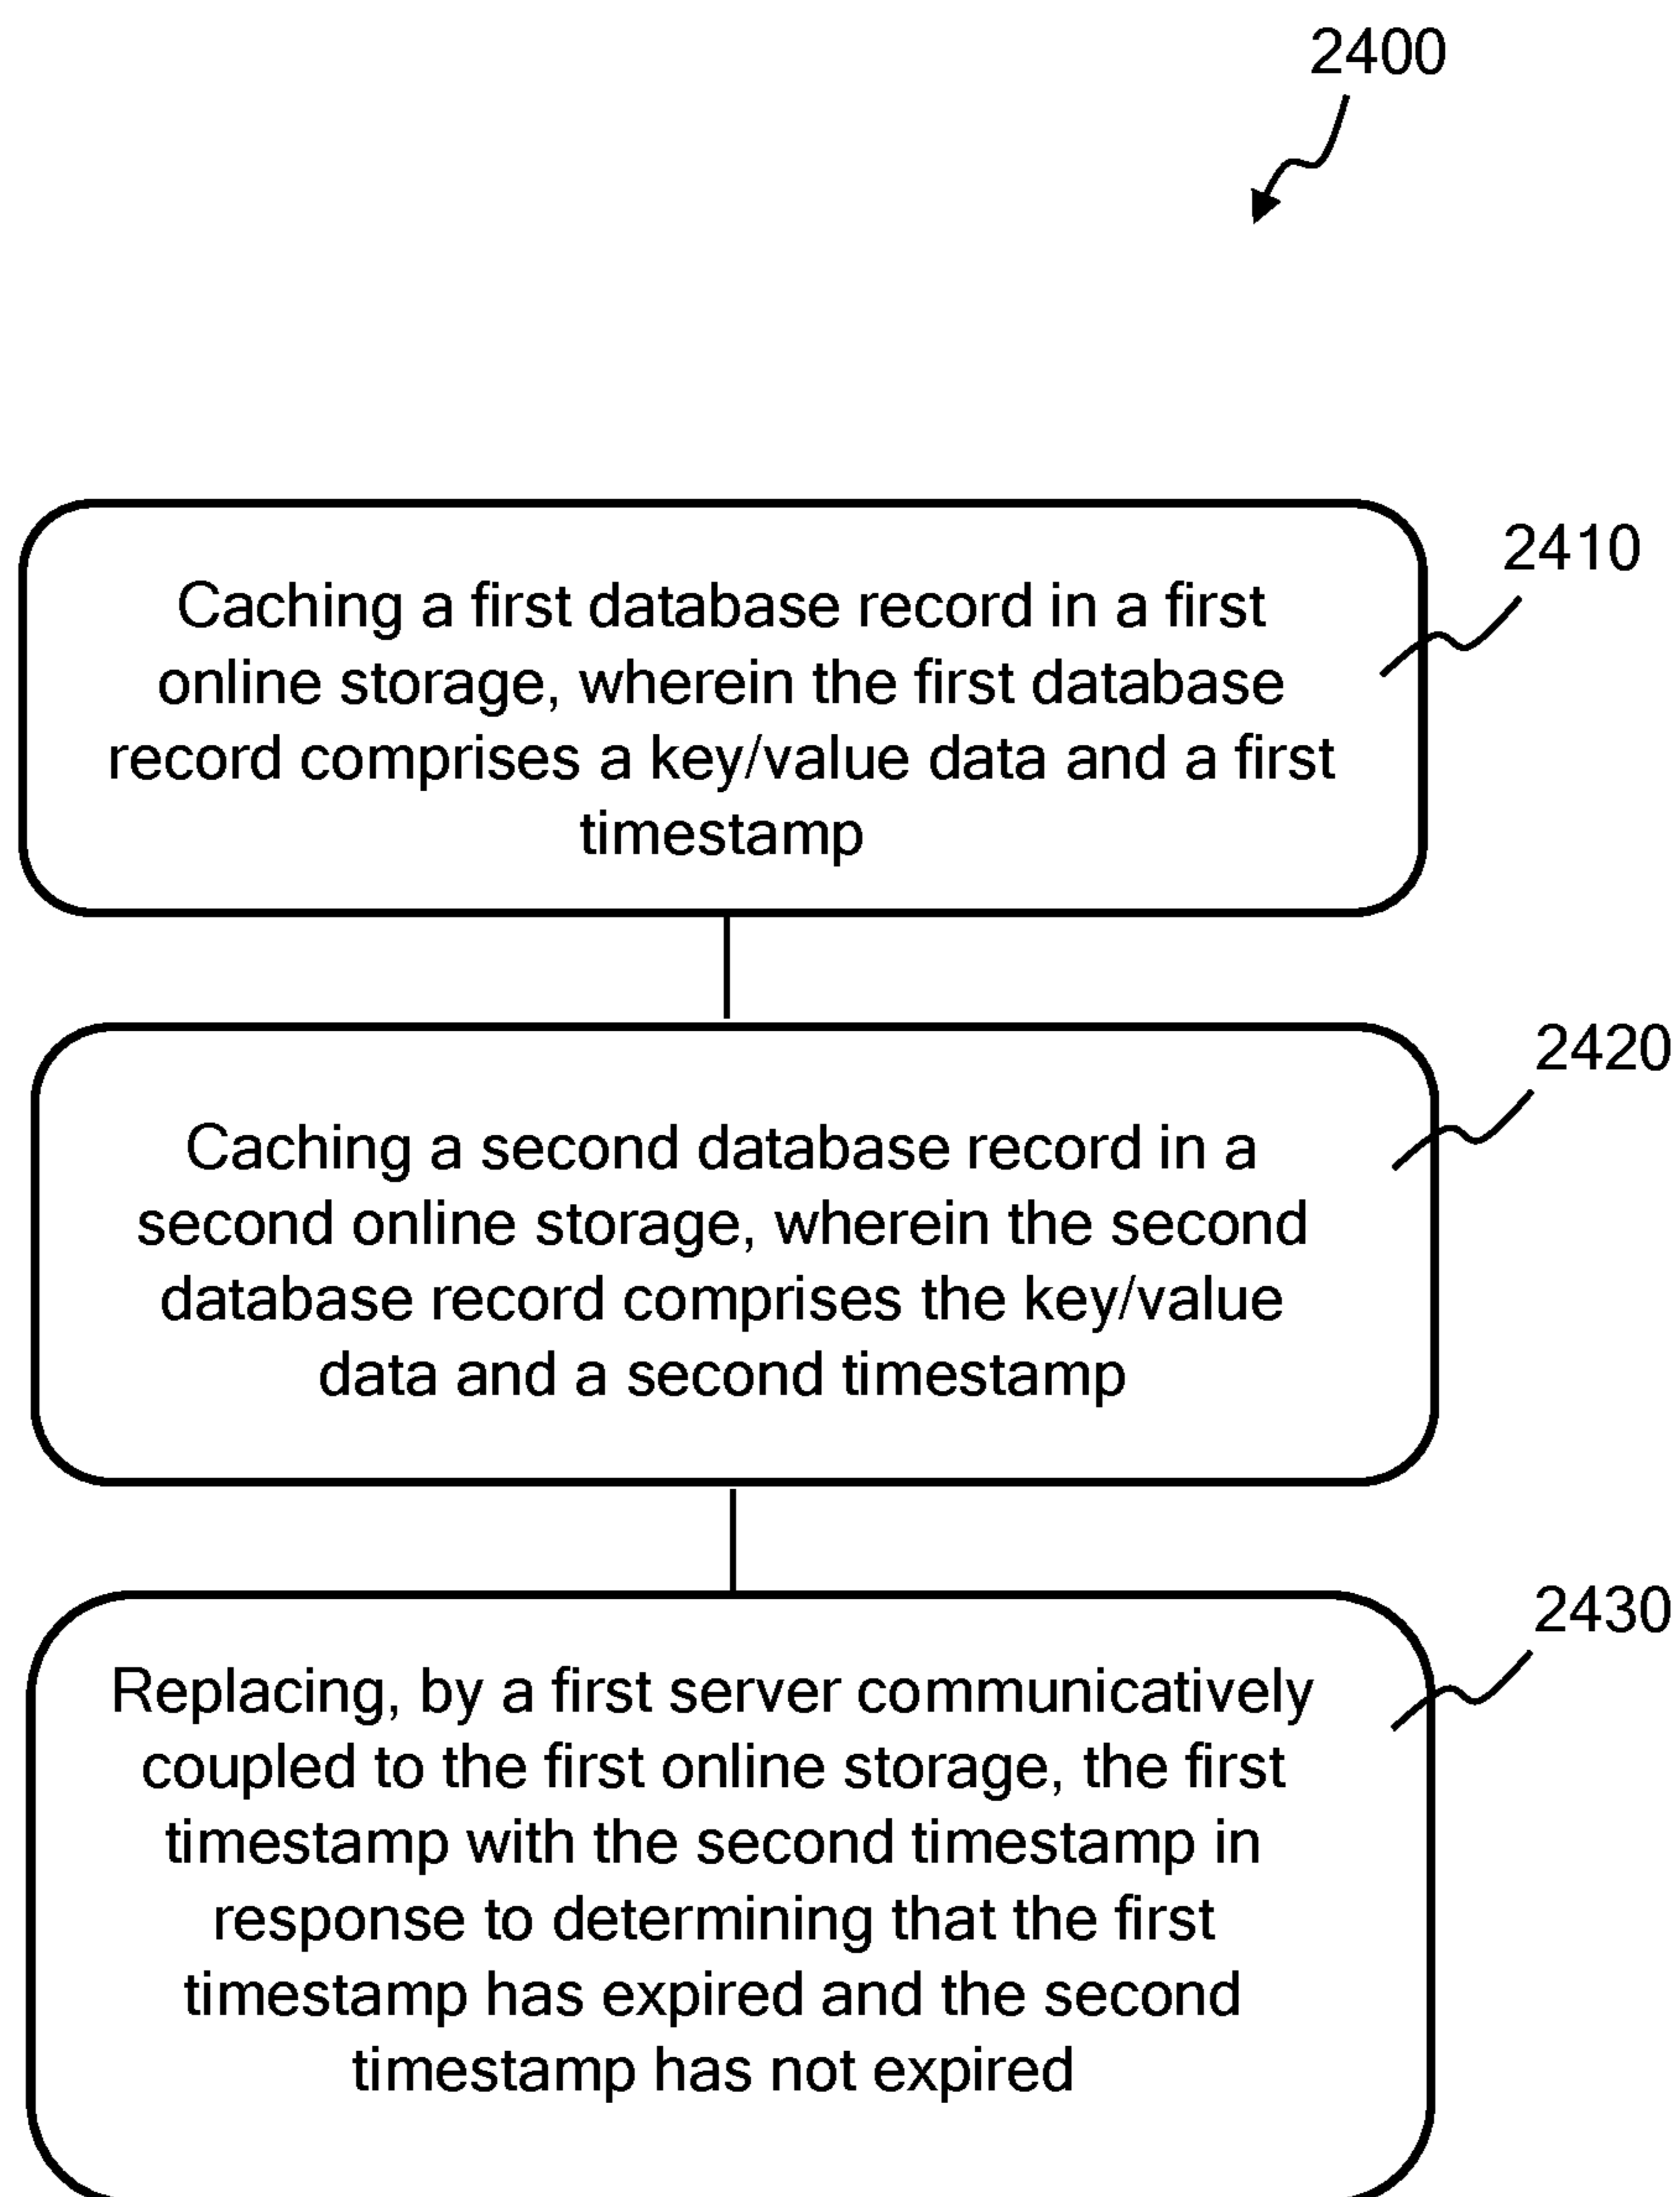 2400
2410
Caching a first database record in a first
online storage, wherein the first database
record comprises a key/value data and a first
timestamp
2420
Caching a second database record in a
second online storage, wherein the second
database record comprises the key/value
data and a second timestamp
2430
Replacing, by a first server communicatively
coupled to the first online storage, the first
timestamp with the second timestamp in
response to determining that the first
timestamp has expired and the second
timestamp has not expired